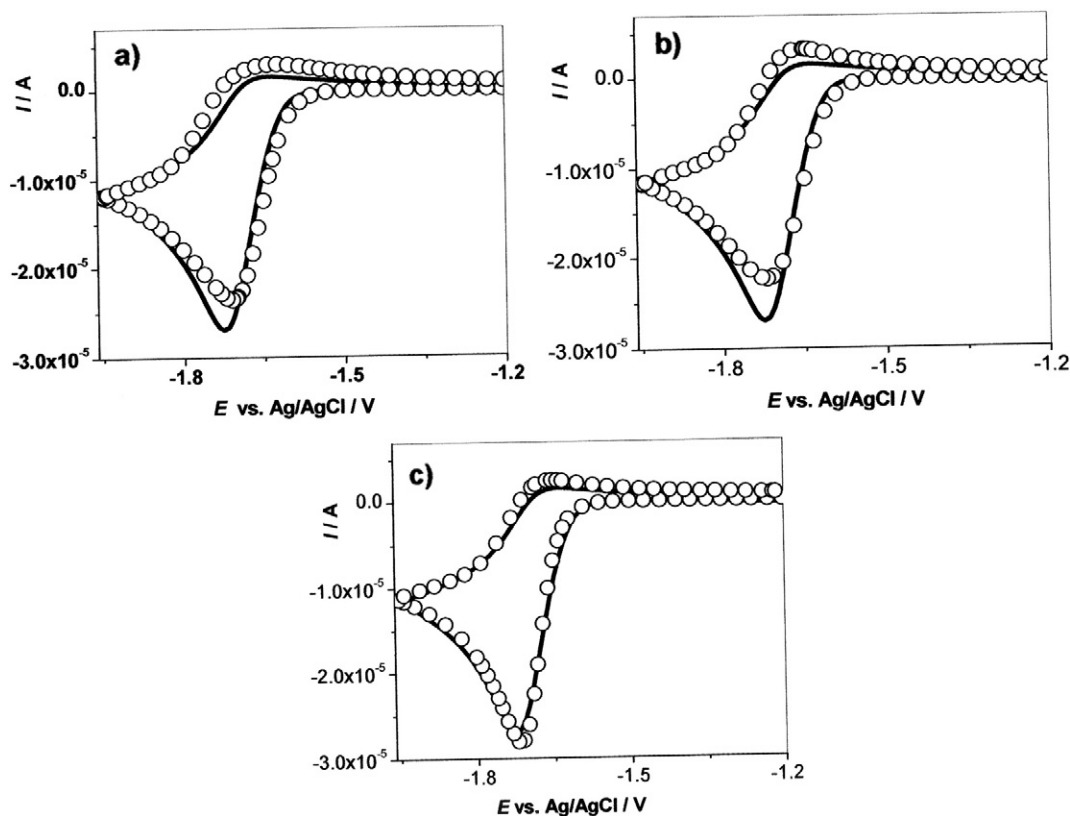 a)
I / A
0.0
-1.0x10⁻⁵
-2.0x10⁻⁵
-3.0x10⁻⁵
-1.8 -1.5 -1.2
E vs. Ag/AgCl / V
b)
I / A
0.0
-1.0x10⁻⁵
-2.0x10⁻⁵
-3.0x10⁻⁵
-1.8 -1.5 -1.2
E vs. Ag/AgCl / V
c)
I / A
0.0
-1.0x10⁻⁵
-2.0x10⁻⁵
-3.0x10⁻⁵
-1.8 -1.5 -1.2
E vs. Ag/AgCl / V